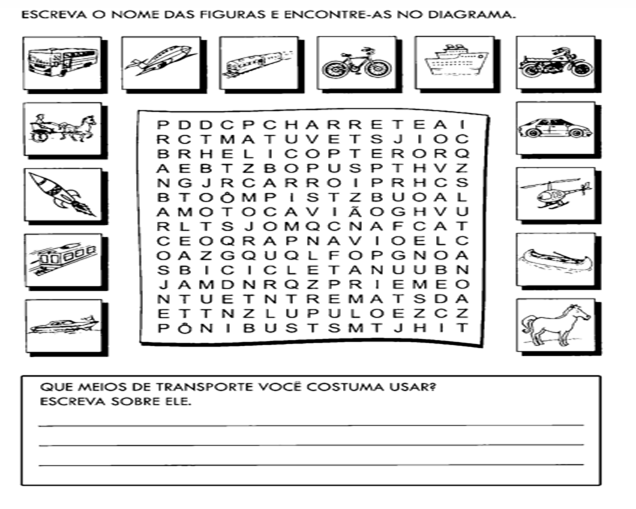 ESCREVA O NOME DAS FIGURAS E ENCONTRE-AS NO DIAGRAMA.
P D D C P C H A R R E T E A I
R C T M A T U V E T S J I O C
B R H E L I C O P T E R O R Q
A E B T Z B O P U S P T H V Z
N G J R C A R R O I P R H C S
B T O Ô M P I S T Z B U O A L
A M O T O C A V I Ã O G H V U
R L T S J O M Q C N A F C A T
C E O Q R A P N A V I O E L C
O A Z G Q U Q L F O P G N O A
S B I C I C L E T A N U U B N
J A M D N R Q Z P R I E M E O
N T U E T N T R E M A T S D A
E T T N Z L U P U L O E Z C Z
P Ô N I B U S T S M T J H I T
QUE MEIOS DE TRANSPORTE VOCÊ COSTUMA USAR?
ESCREVA SOBRE ELE.